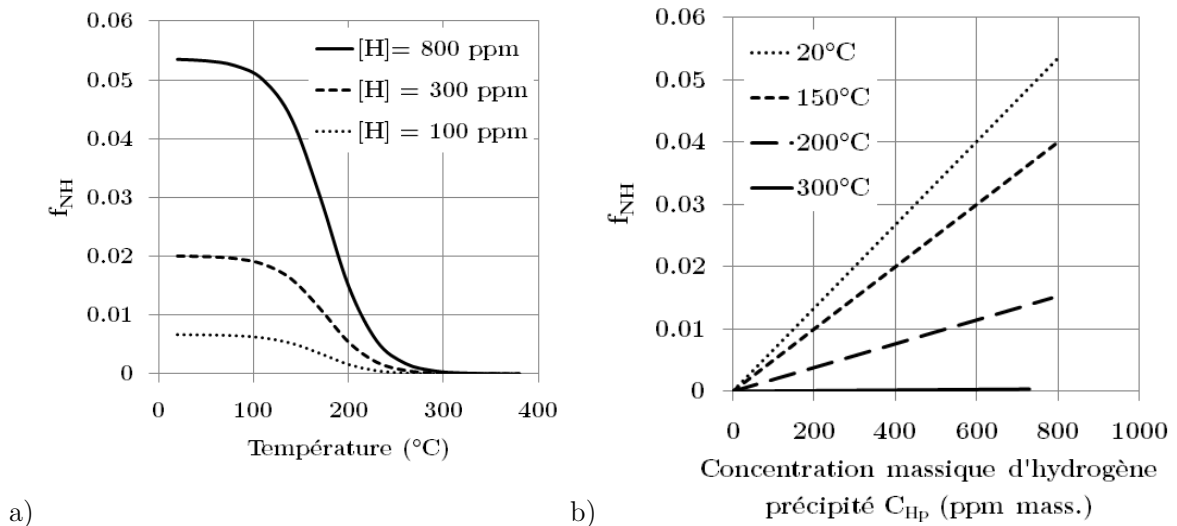 0.06
0.05
0.04
0.03
0.02
0.01
0
f_NH
[H]= 800 ppm
[H] = 300 ppm
[H] = 100 ppm
0 100 200 300 400
Température (°C)
a)
0.06
0.05
0.04
0.03
0.02
0.01
0
f_NH
20°C
150°C
200°C
300°C
0 200 400 600 800 1000
Concentration massique d'hydrogène
précipité C_Hp (ppm mass.)
b)